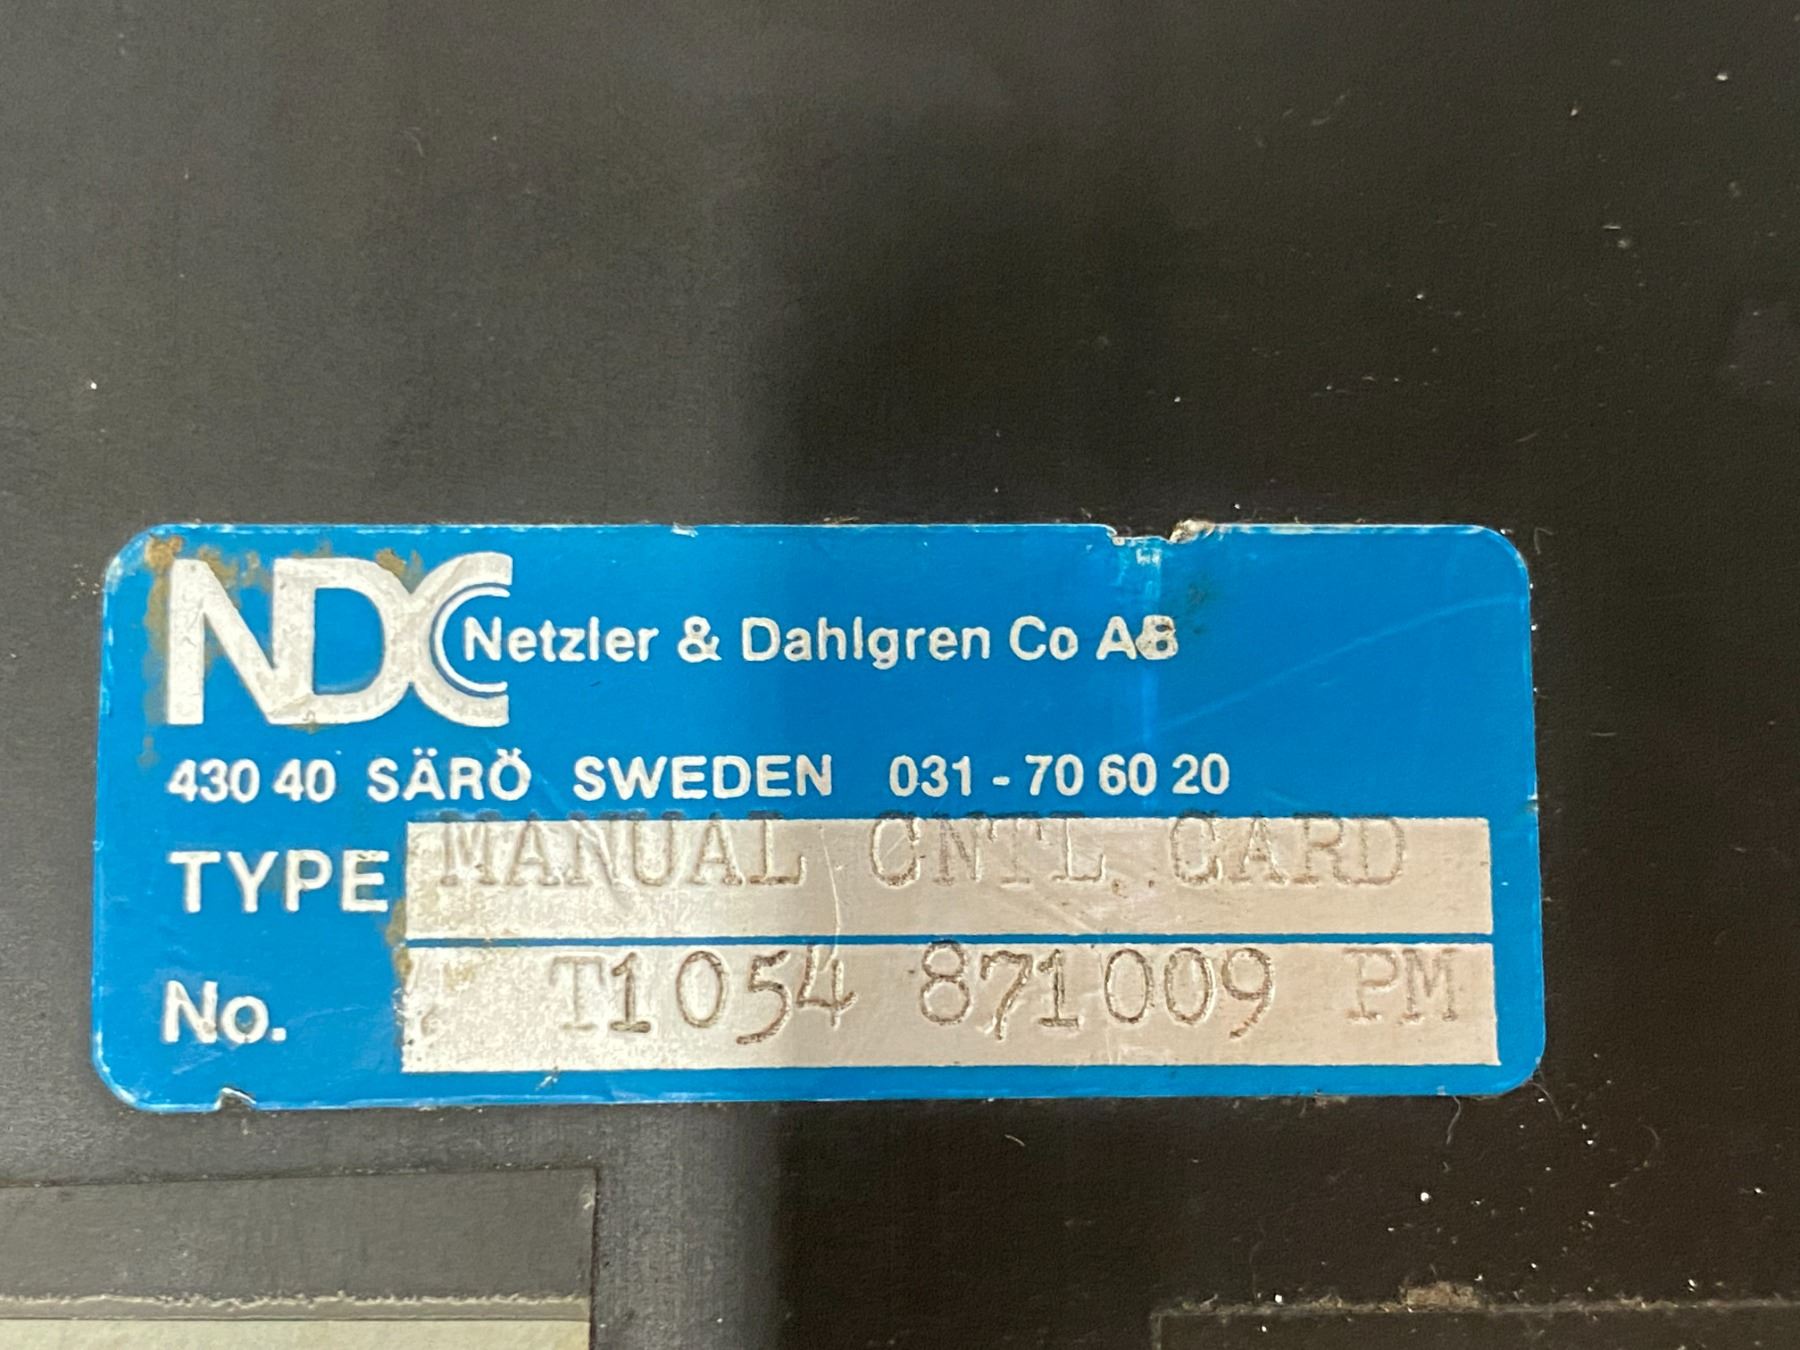 NDC Netzler & Dahlgren Co AB
430 40 SÄRÖ SWEDEN 031 - 70 60 20
TYPE MANUAL CNTL. CARD
No. T1054 871009 PM